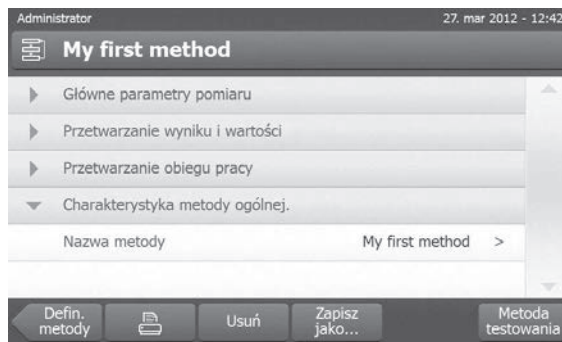 Administrator 27. mar 2012 - 12:42
My first method
Główne parametry pomiaru
Przetwarzanie wyniku i wartości
Przetwarzanie obiegu pracy
Charakterystyka metody ogólnej.
Nazwa metody My first method >
Defin. metody
Usuń
Zapisz jako...
Metoda testowania